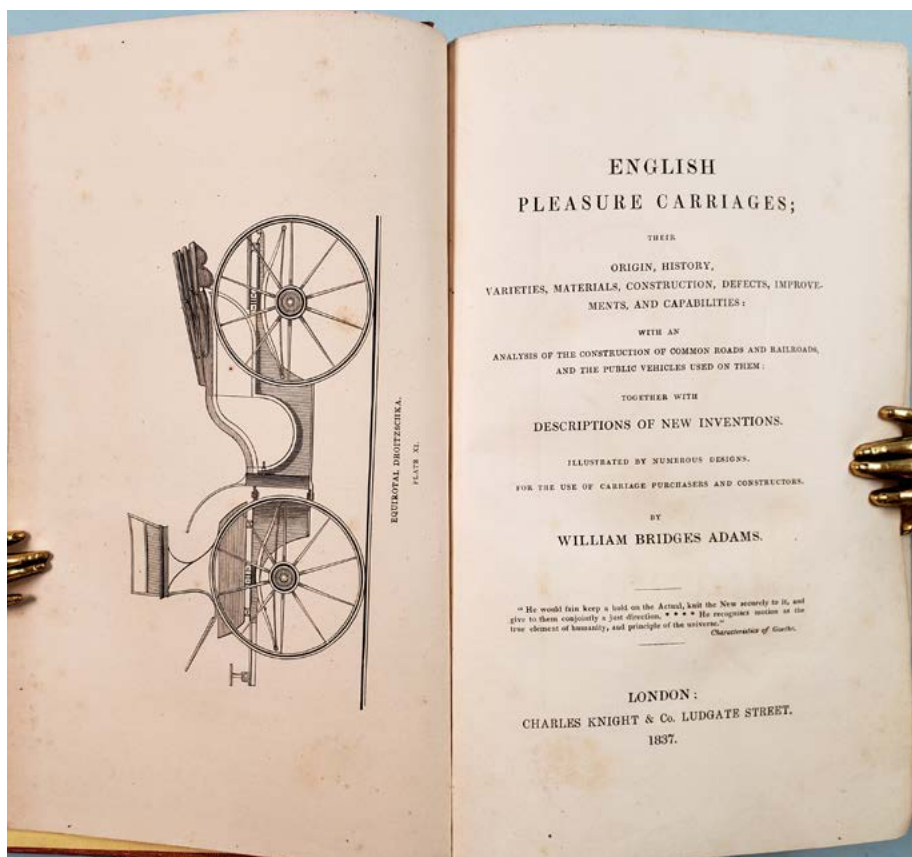 EQUIROTAL DROITZSCHKA.
PLATE XI.
ENGLISH
PLEASURE CARRIAGES;
THEIR
ORIGIN, HISTORY,
VARIETIES, MATERIALS, CONSTRUCTION, DEFECTS, IMPROVE-
MENTS, AND CAPABILITIES:
WITH AN
ANALYSIS OF THE CONSTRUCTION OF COMMON ROADS AND RAILROADS,
AND THE PUBLIC VEHICLES USED ON THEM:
TOGETHER WITH
DESCRIPTIONS OF NEW INVENTIONS.
ILLUSTRATED BY NUMEROUS DESIGNS.
FOR THE USE OF CARRIAGE PURCHASERS AND CONSTRUCTORS.
BY
WILLIAM BRIDGES ADAMS.
"He would fain keep a hold on the Actual, knit the New securely to it, and
give to them conjointly a just direction. * * * * He recognises motion as the
true element of humanity, and principle of the universe."
Characteristics of Goethe.
LONDON:
CHARLES KNIGHT & Co. LUDGATE STREET.
1837.